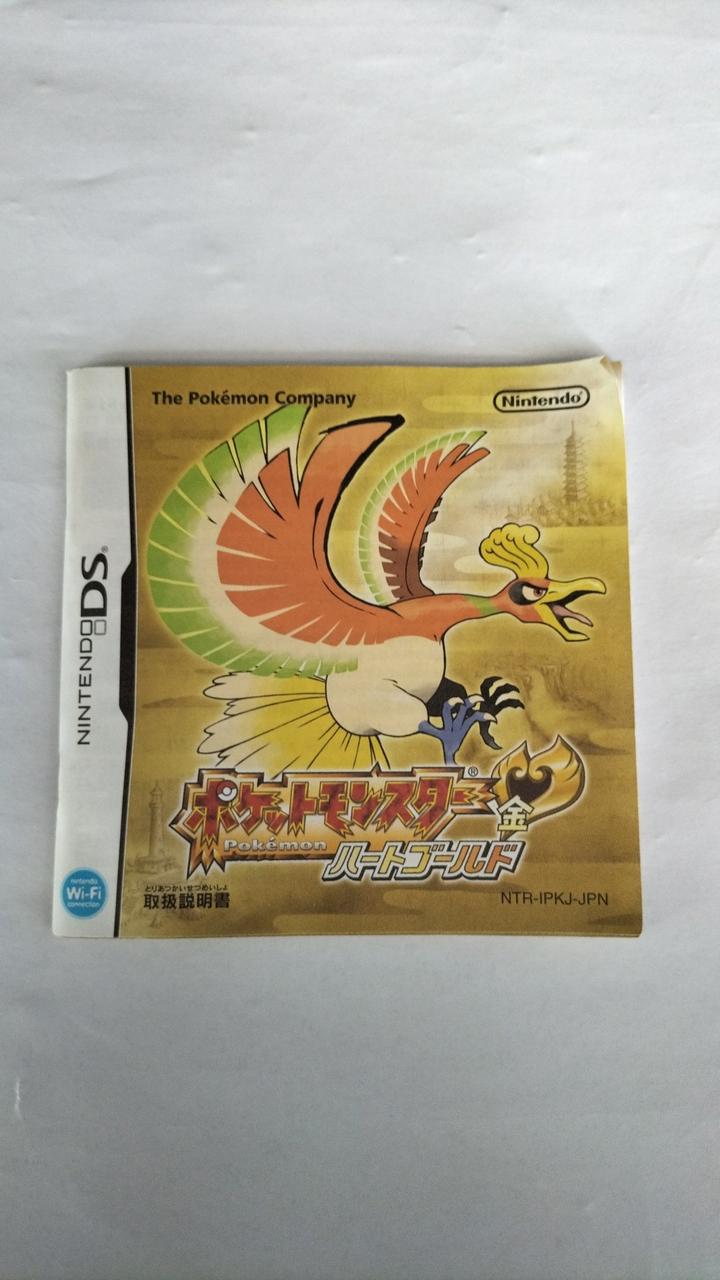 The Pokémon Company
Nintendo®
NINTENDO DS®
ポケットモンスター®
金
Pokémon
ハートゴールド
Nintendo
Wi-Fi
connection
とりあつかいせつめいしょ
取扱説明書
NTR-IPKJ-JPN